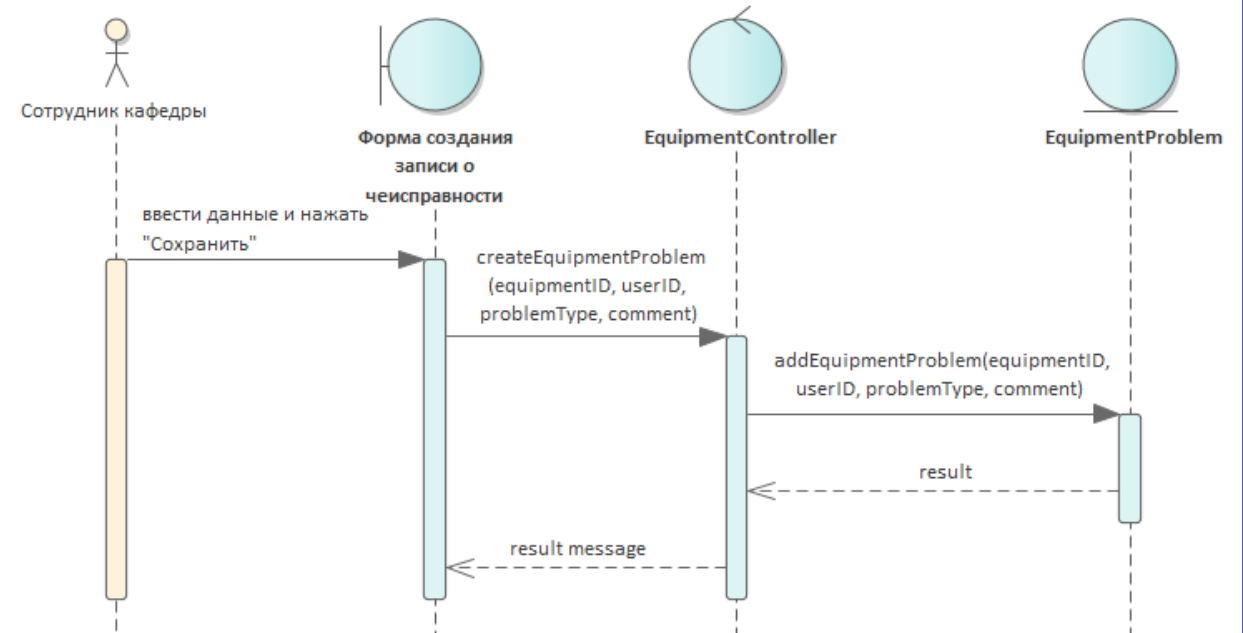 Сотрудник кафедры
Форма создания
записи о
чеисправности
EquipmentController
EquipmentProblem
ввести данные и нажать
"Сохранить"
createEquipmentProblem
(equipmentID, userID,
problemType, comment)
addEquipmentProblem(equipmentID,
userID, problemType, comment)
result
result message